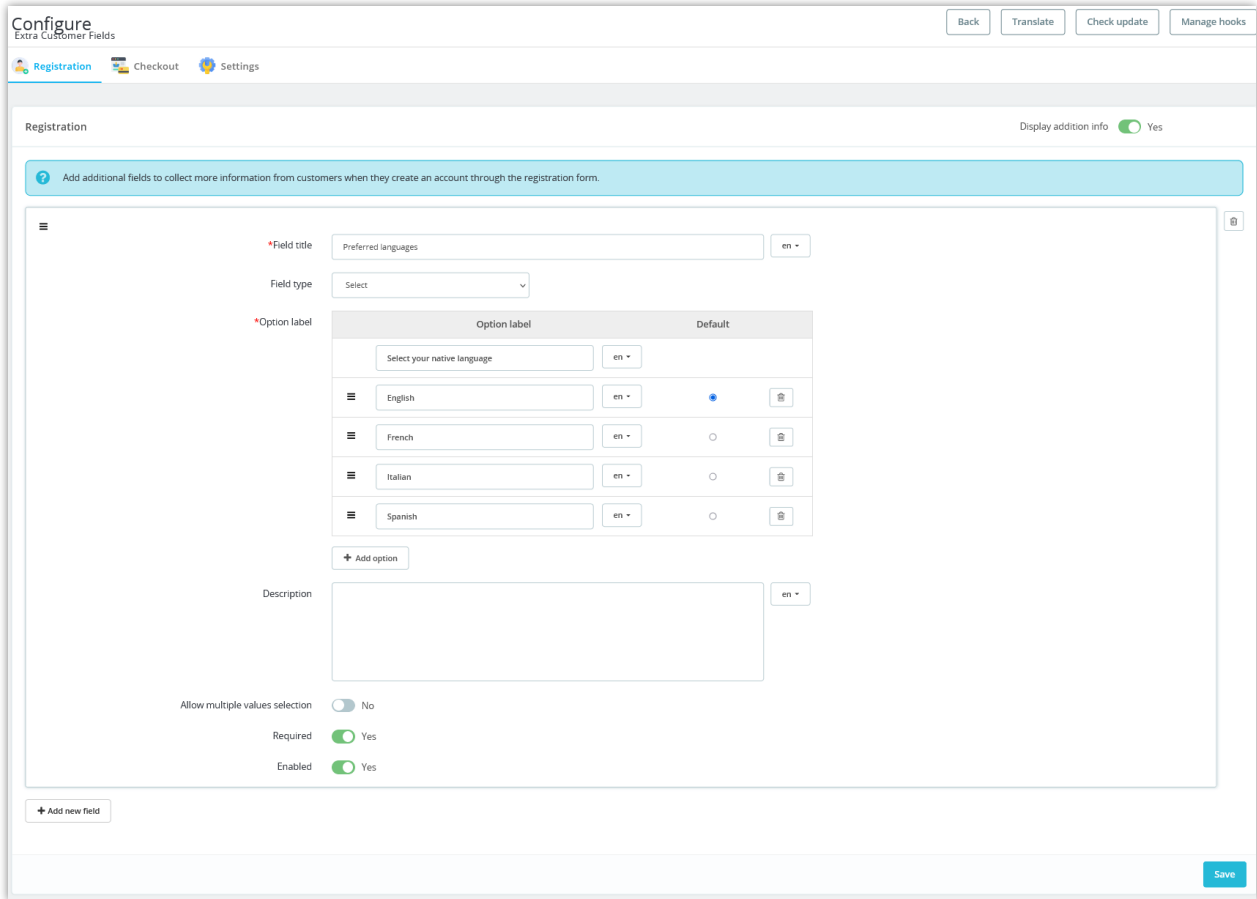 Configure
Extra Customer Fields
Back Translate Check update Manage hooks
Registration Checkout Settings
Registration Display addition info Yes
? Add additional fields to collect more information from customers when they create an account through the registration form.
*Field title Preferred languages en
Field type Select
*Option label Option label Default
Select your native language en
English en
French en
Italian en
Spanish en
+ Add option
Description en
Allow multiple values selection No
Required Yes
Enabled Yes
+ Add new field
Save